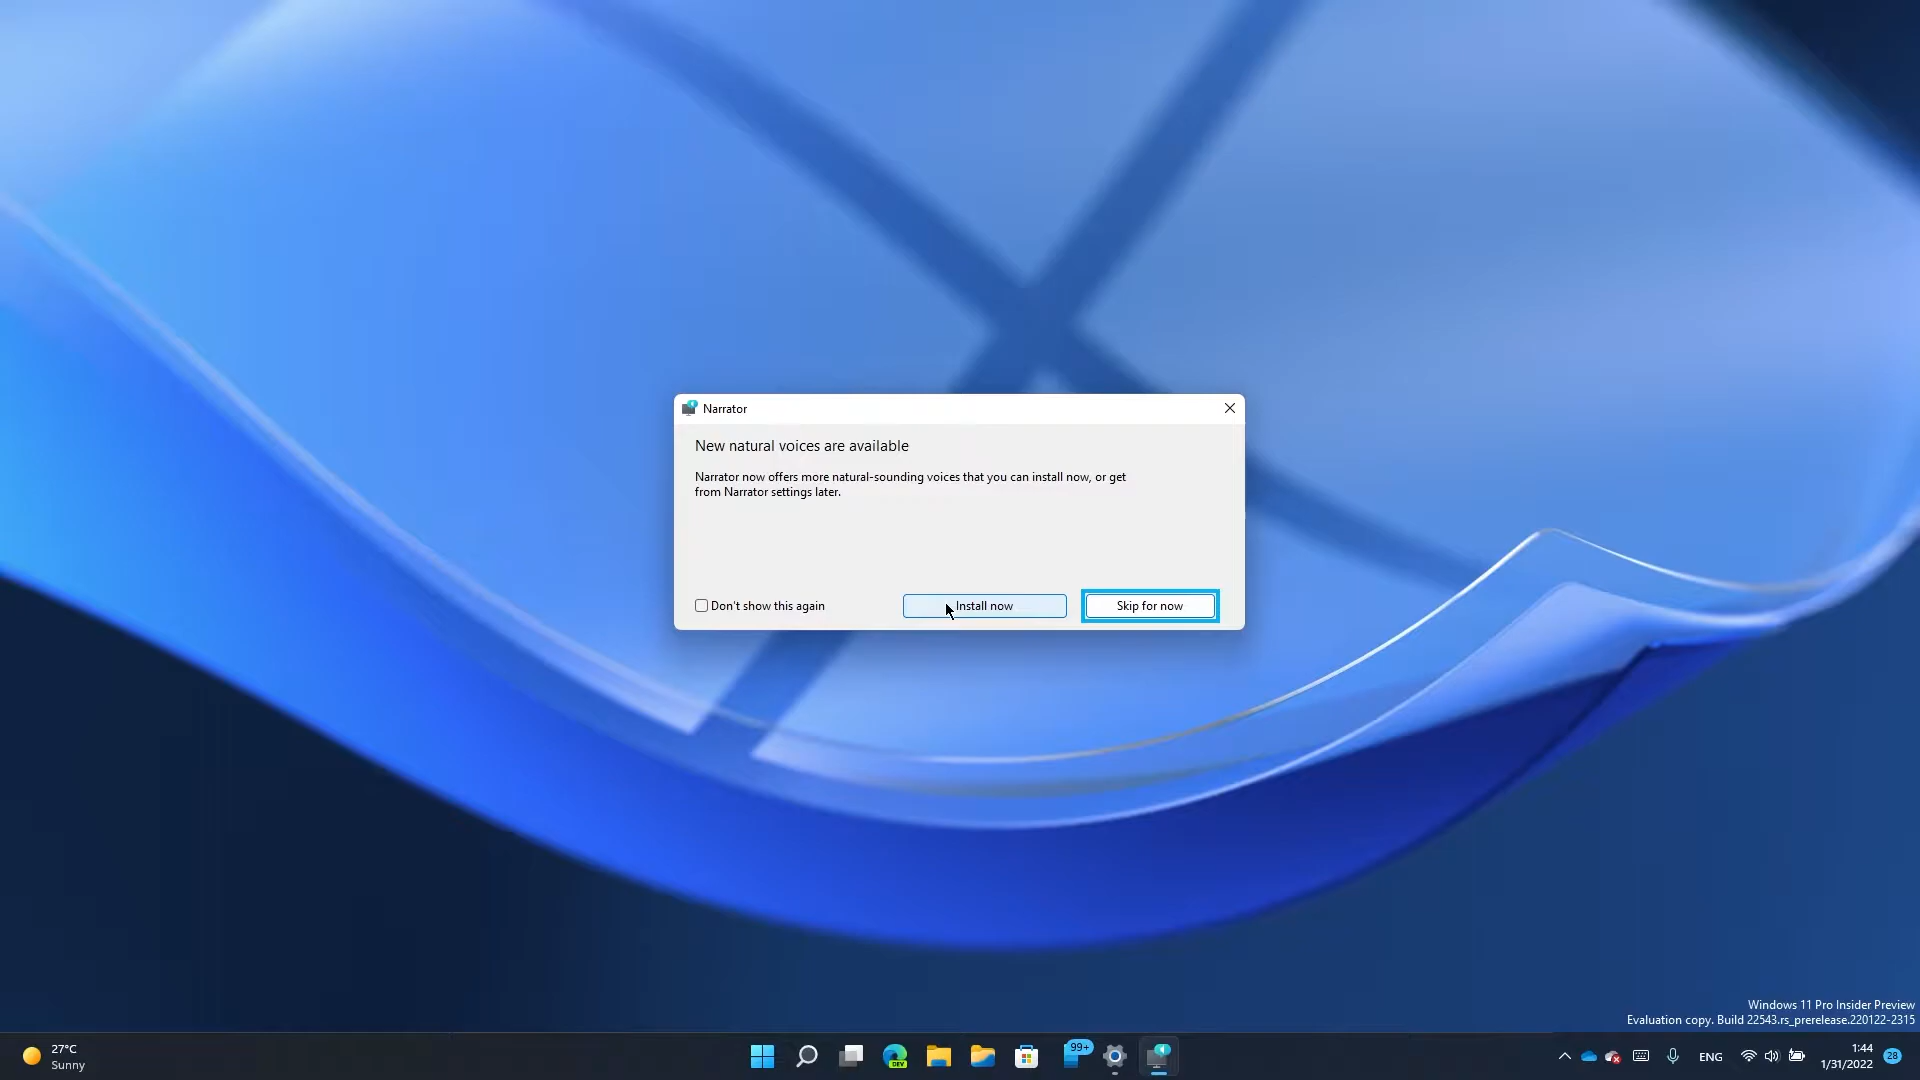 Narrator
New natural voices are available
Narrator now offers more natural-sounding voices that you can install now, or get
from Narrator settings later.
Don't show this again
Install now
Skip for now
Windows 11 Pro Insider Preview
Evaluation copy. Build 22543.rs_prerelease.220122-2315
27°C
Sunny
DEV
99+
ENG
1:44
1/31/2022
28